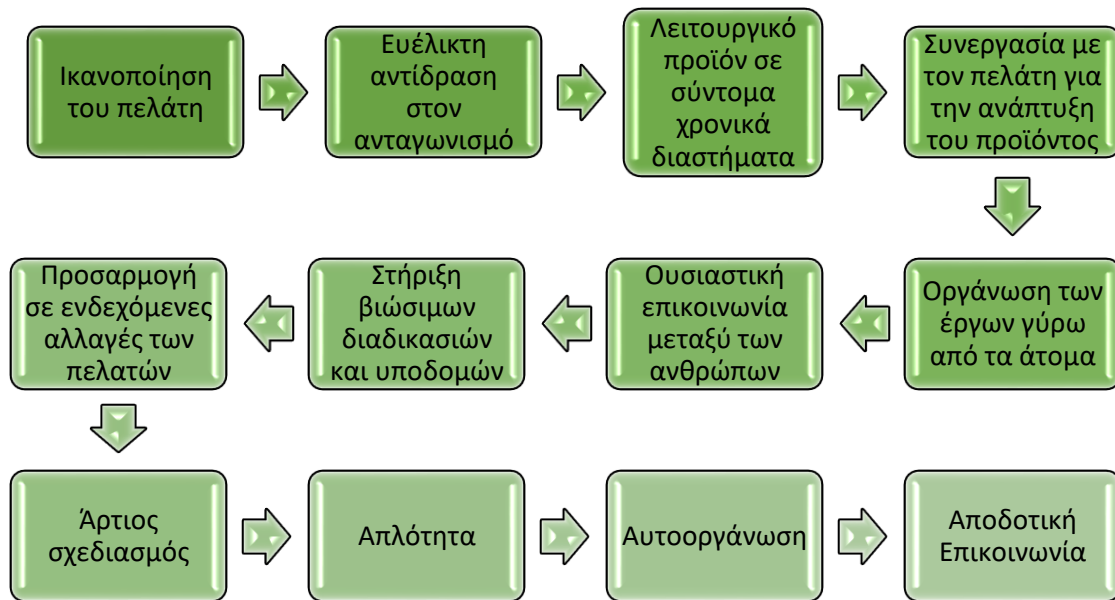 Ικανοποίηση
του πελάτη
Ευέλικτη
αντίδραση
στον
ανταγωνισμό
Λειτουργικό
προϊόν σε
σύντομα
χρονικά
διαστήματα
Συνεργασία με
τον πελάτη για
την ανάπτυξη
του προϊόντος
Οργάνωση των
έργων γύρω
από τα άτομα
Ουσιαστική
επικοινωνία
μεταξύ των
ανθρώπων
Στήριξη
βιώσιμων
διαδικασιών
και υποδομών
Προσαρμογή
σε ενδεχόμενες
αλλαγές των
πελατών
Άρτιος
σχεδιασμός
Απλότητα
Αυτοοργάνωση
Αποδοτική
Επικοινωνία